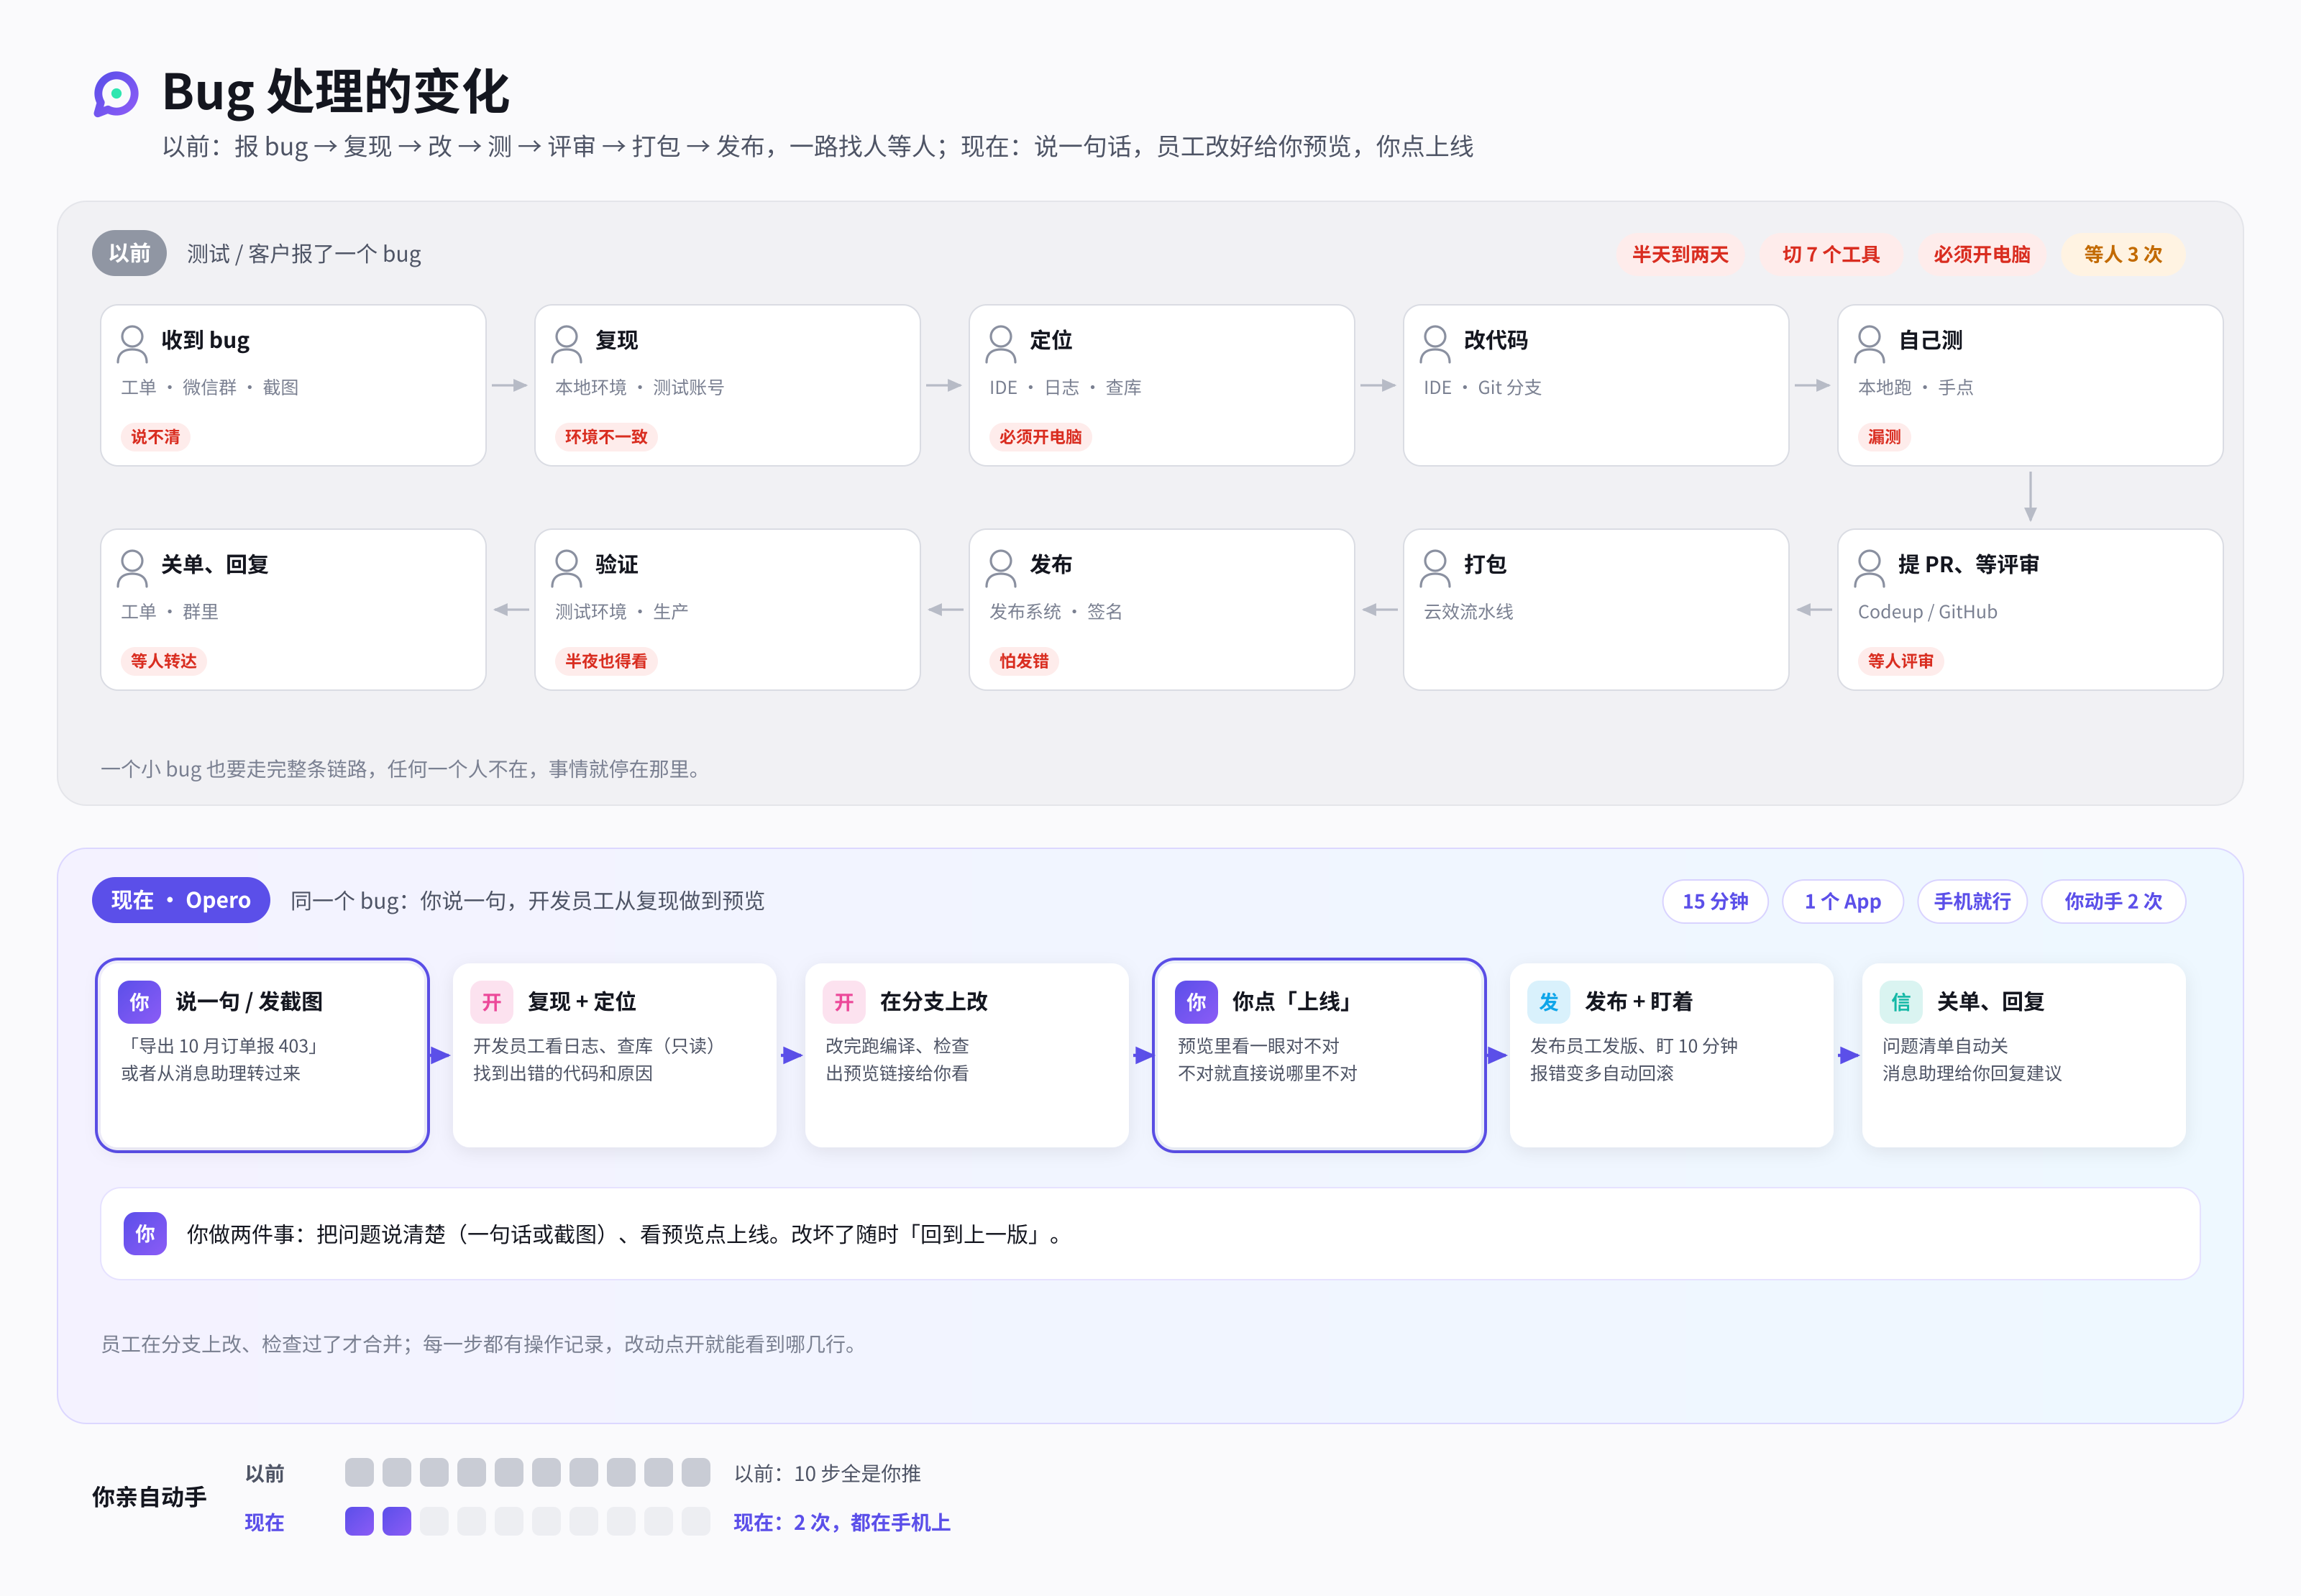 Bug 处理的变化
以前：报 bug → 复现 → 改 → 测 → 评审 → 打包 → 发布，一路找人等人；现在：说一句话，员工改好给你预览，你点上线
以前
测试 / 客户报了一个 bug
半天到两天
切 7 个工具
必须开电脑
等人 3 次
收到 bug
工单 · 微信群 · 截图
说不清
复现
本地环境 · 测试账号
环境不一致
定位
IDE · 日志 · 查库
必须开电脑
改代码
IDE · Git 分支
自己测
本地跑 · 手点
漏测
关单、回复
工单 · 群里
等人转达
验证
测试环境 · 生产
半夜也得看
发布
发布系统 · 签名
怕发错
打包
云效流水线
提 PR、等评审
Codeup / GitHub
等人评审
一个小 bug 也要走完整条链路，任何一个人不在，事情就停在那里。
现在 · Opero
同一个 bug：你说一句，开发员工从复现做到预览
15 分钟
1 个 App
手机就行
你动手 2 次
你
说一句 / 发截图
「导出 10 月订单报 403」
或者从消息助理转过来
开
复现 + 定位
开发员工看日志、查库（只读）
找到出错的代码和原因
开
在分支上改
改完跑编译、检查
出预览链接给你看
你
你点「上线」
预览里看一眼对不对
不对就直接说哪里不对
发
发布 + 盯着
发布员工发版、盯 10 分钟
报错变多自动回滚
信
关单、回复
问题清单自动关
消息助理给你回复建议
你
你做两件事：把问题说清楚（一句话或截图）、看预览点上线。改坏了随时「回到上一版」。
员工在分支上改、检查过了才合并；每一步都有操作记录，改动点开就能看到哪几行。
你亲自动手
以前
以前：10 步全是你推
现在
现在：2 次，都在手机上